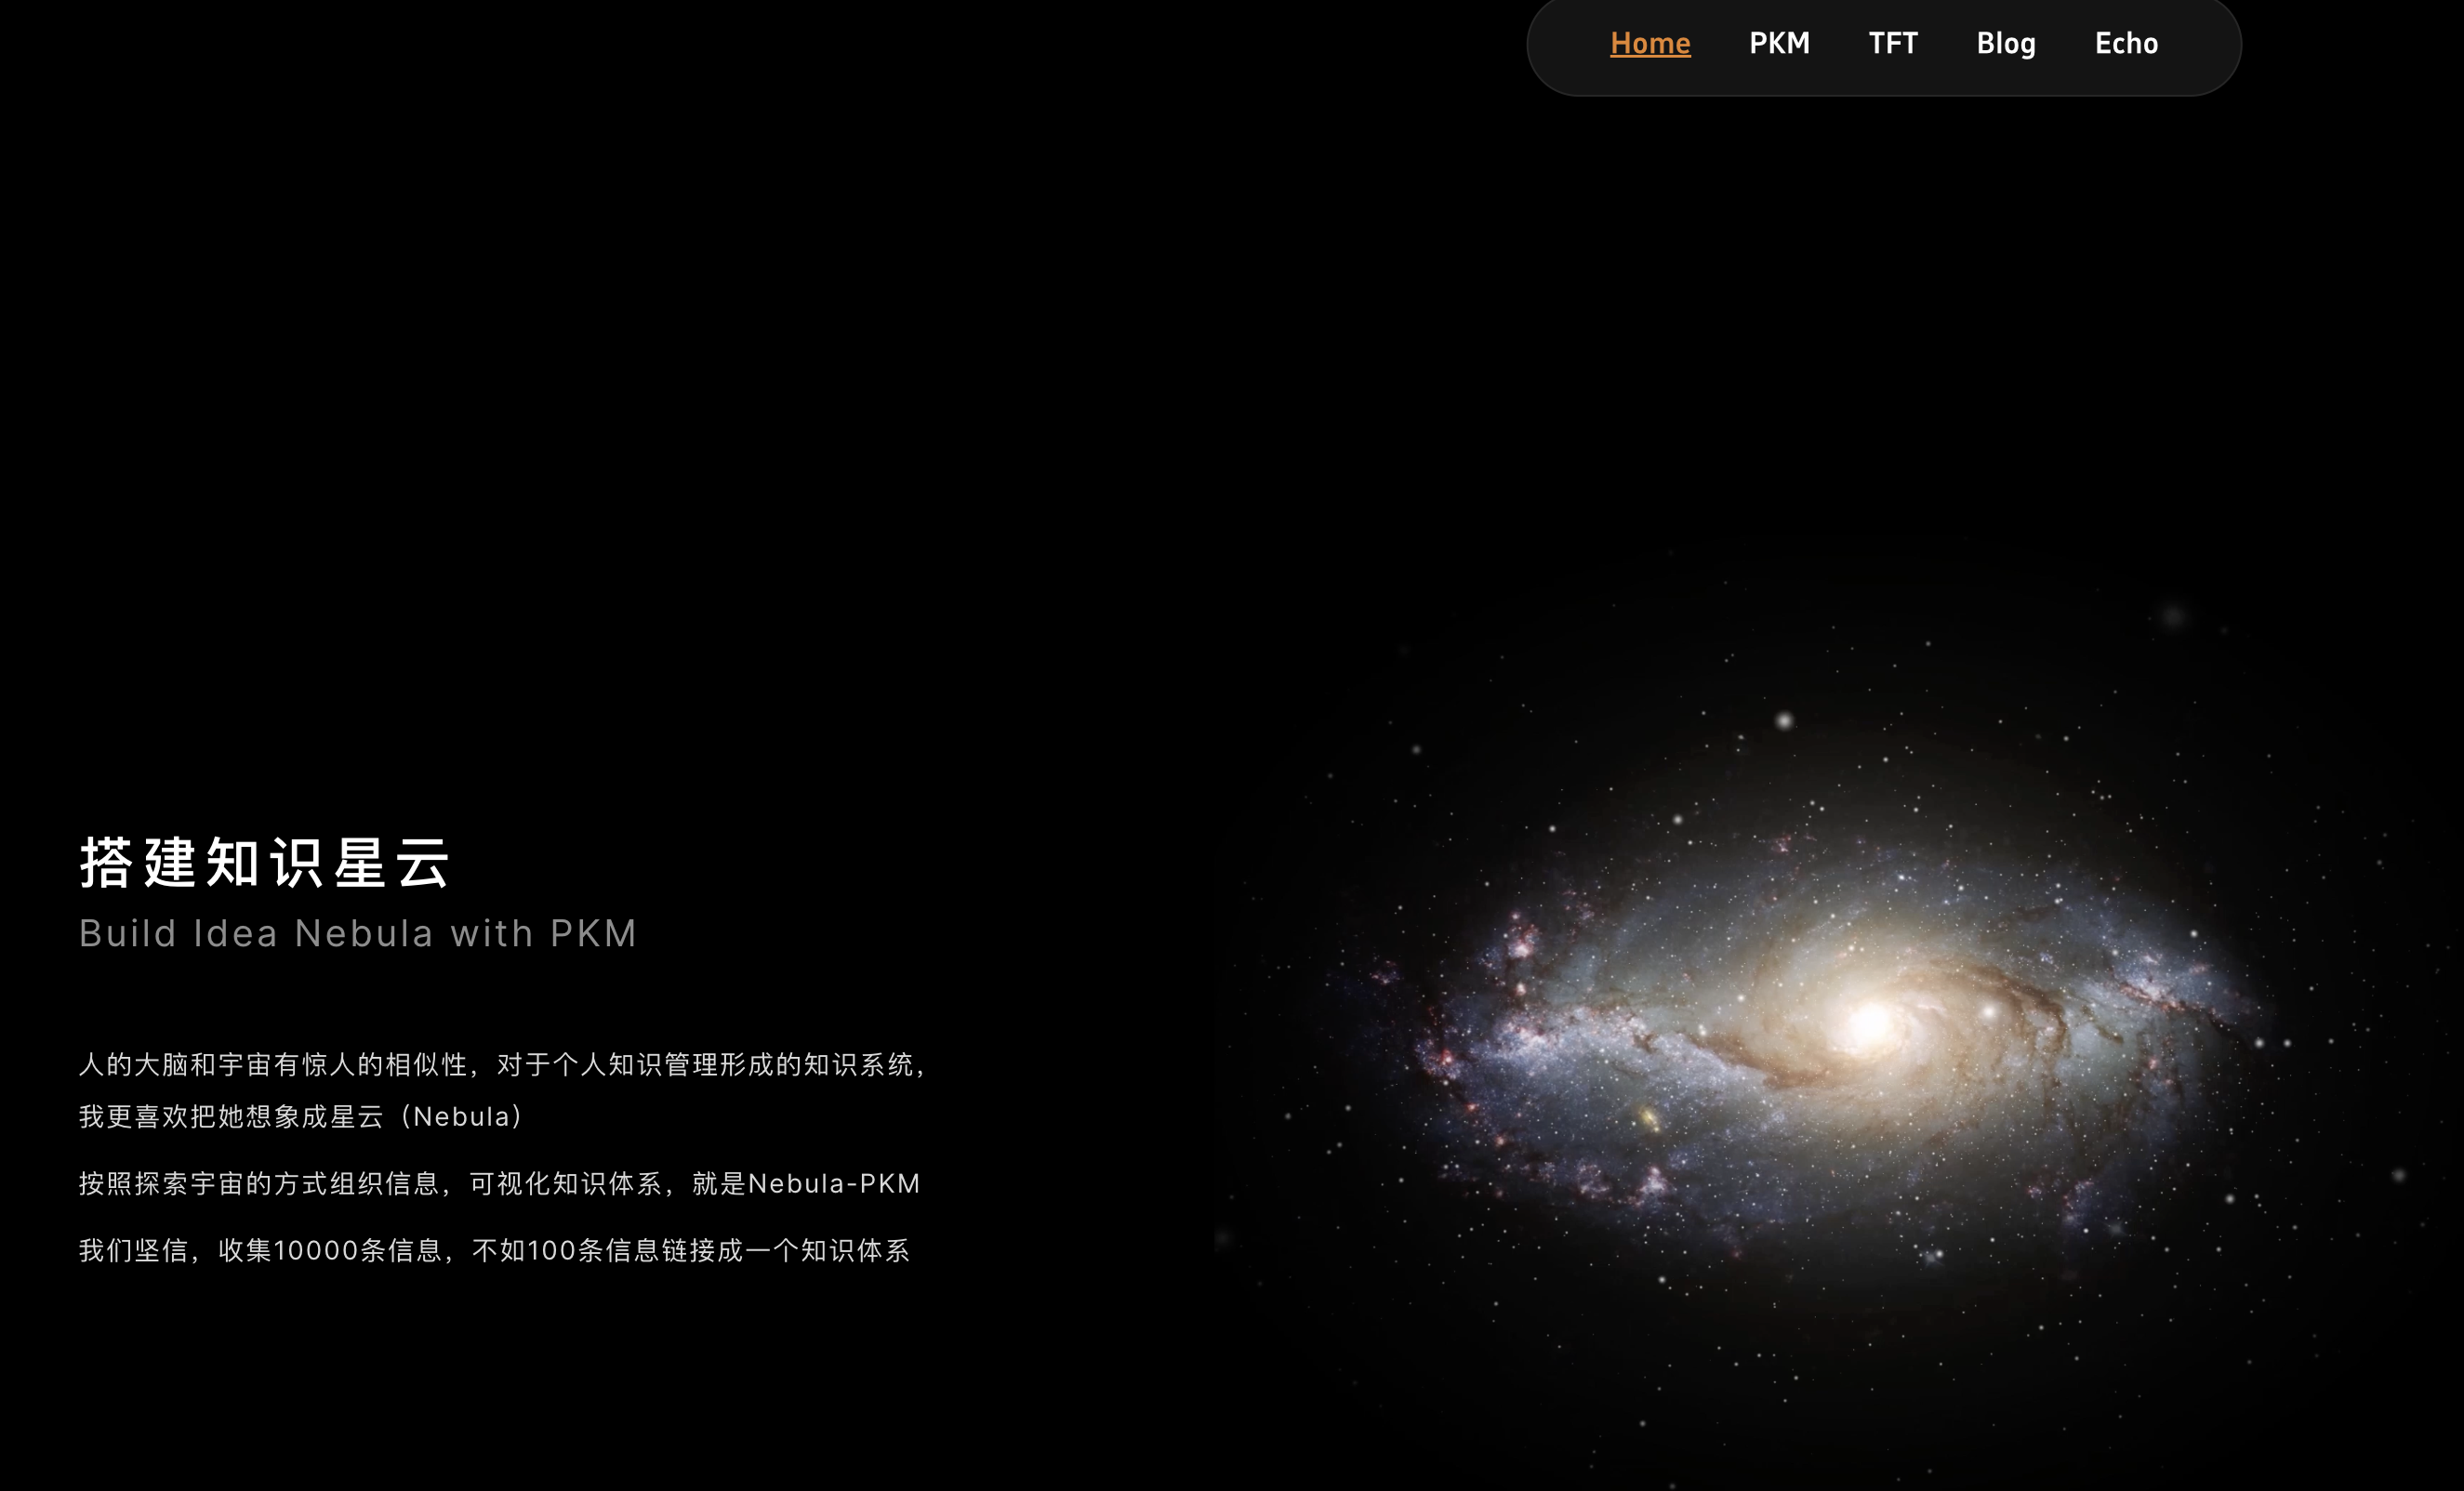 Home PKM TFT Blog Echo
搭建知识星云
Build Idea Nebula with PKM
人的大脑和宇宙有惊人的相似性，对于个人知识管理形成的知识系统，
我更喜欢把她想象成星云（Nebula）
按照探索宇宙的方式组织信息，可视化知识体系，就是Nebula-PKM
我们坚信，收集10000条信息，不如100条信息链接成一个知识体系